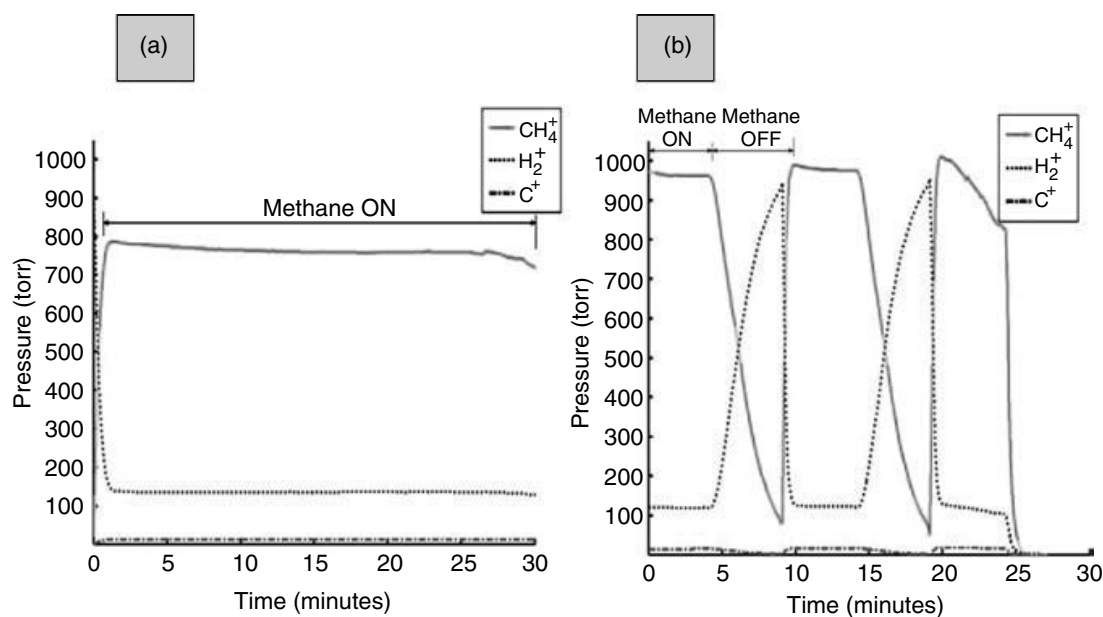 (a)
CH₄⁺
H₂⁺
C⁺
Methane ON
1000
900
800
700
600
500
400
300
200
100
Pressure (torr)
0 5 10 15 20 25 30
Time (minutes)
(b)
Methane Methane
ON OFF
CH₄⁺
H₂⁺
C⁺
1000
900
800
700
600
500
400
300
200
100
Pressure (torr)
0 5 10 15 20 25 30
Time (minutes)